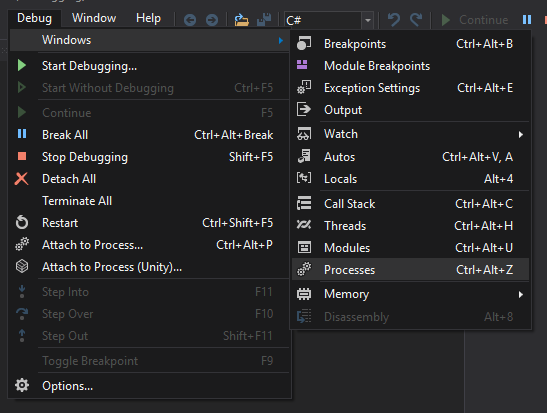 Debug Window Help C# Continue
Windows
Start Debugging...
Start Without Debugging Ctrl+F5
Continue F5
Break All Ctrl+Alt+Break
Stop Debugging Shift+F5
Detach All
Terminate All
Restart Ctrl+Shift+F5
Attach to Process... Ctrl+Alt+P
Attach to Process (Unity)...
Step Into F11
Step Over F10
Step Out Shift+F11
Toggle Breakpoint F9
Options...
Breakpoints Ctrl+Alt+B
Module Breakpoints
Exception Settings Ctrl+Alt+E
Output
Watch
Autos Ctrl+Alt+V, A
Locals Alt+4
Call Stack Ctrl+Alt+C
Threads Ctrl+Alt+H
Modules Ctrl+Alt+U
Processes Ctrl+Alt+Z
Memory
Disassembly Alt+8